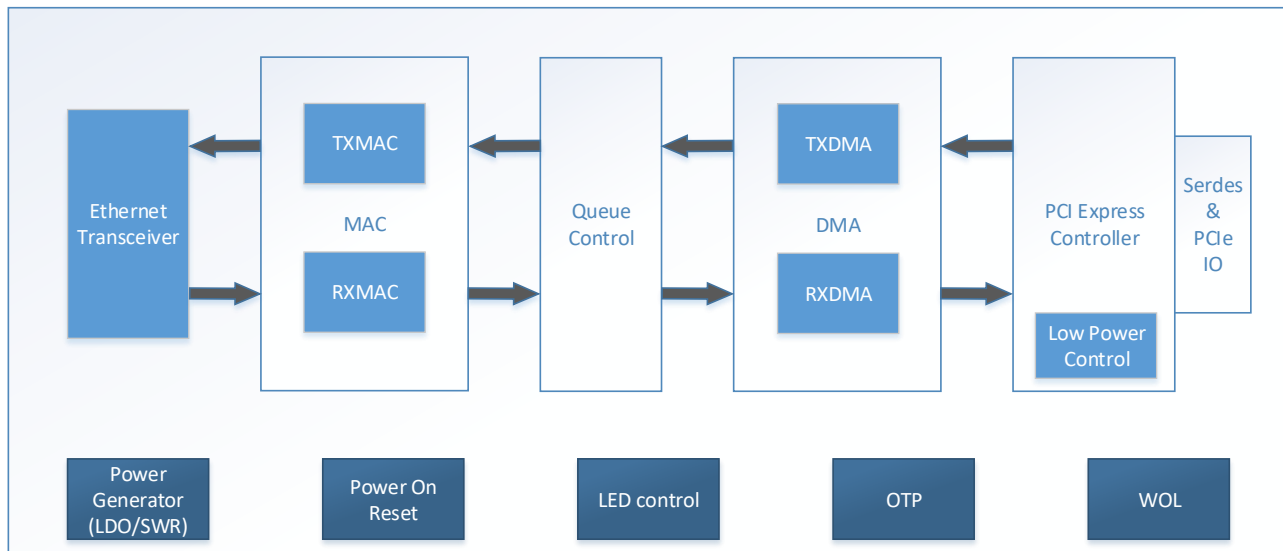 Ethernet
Transceiver
TXMAC
MAC
RXMAC
Queue
Control
TXDMA
DMA
RXDMA
PCI Express
Controller
Low Power
Control
Serdes
&
PCIe
IO
Power
Generator
(LDO/SWR)
Power On
Reset
LED control
OTP
WOL